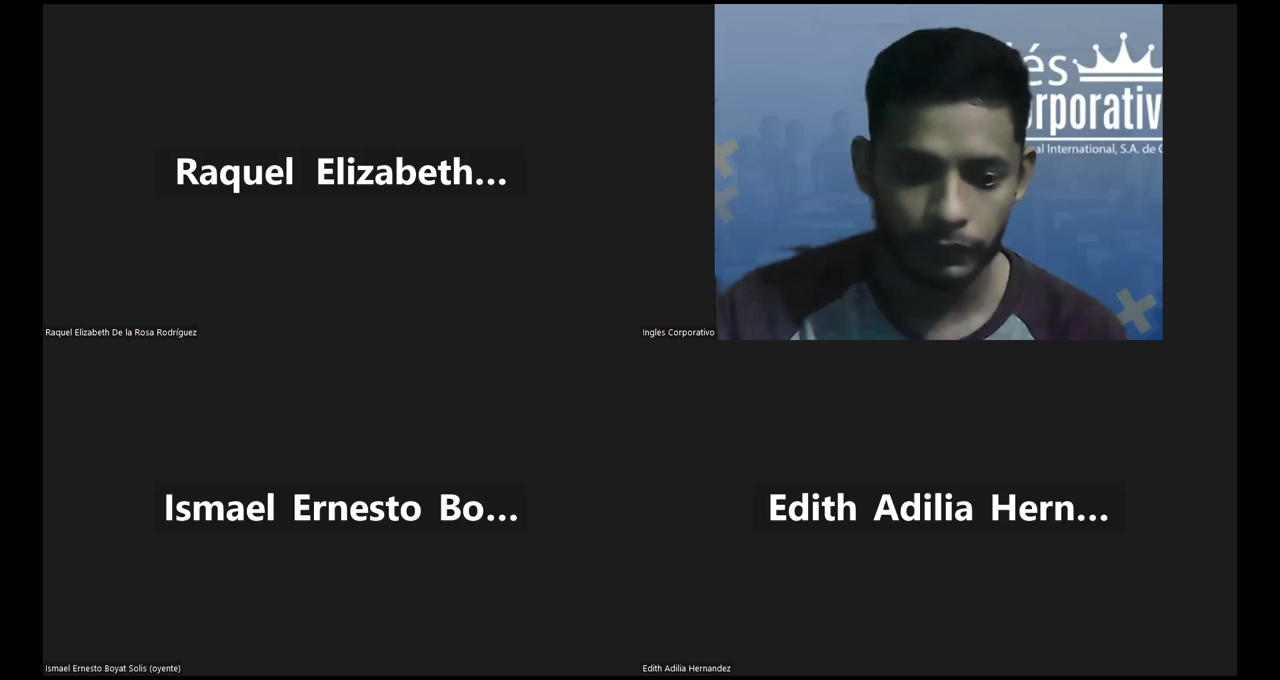 Raquel Elizabeth...
és
rporativ
al International, S.A. de C
Raquel Elizabeth De la Rosa Rodríguez
Ingles Corporativo
Ismael Ernesto Bo...
Edith Adilia Hern...
Ismael Ernesto Boyat Solis (oyente)
Edith Adilia Hernandez